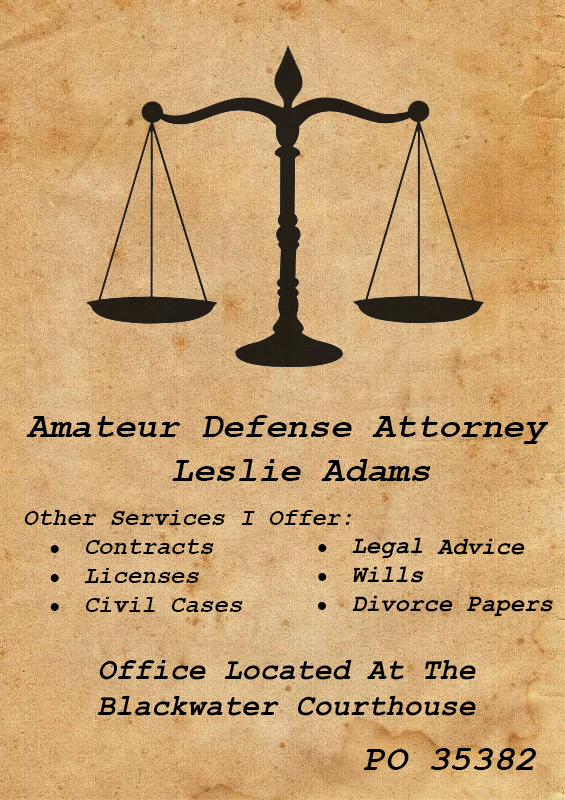 Amateur Defense Attorney
Leslie Adams
Other Services I Offer:
• Contracts
• Licenses
• Civil Cases
• Legal Advice
• Wills
• Divorce Papers
Office Located At The
Blackwater Courthouse
PO 35382